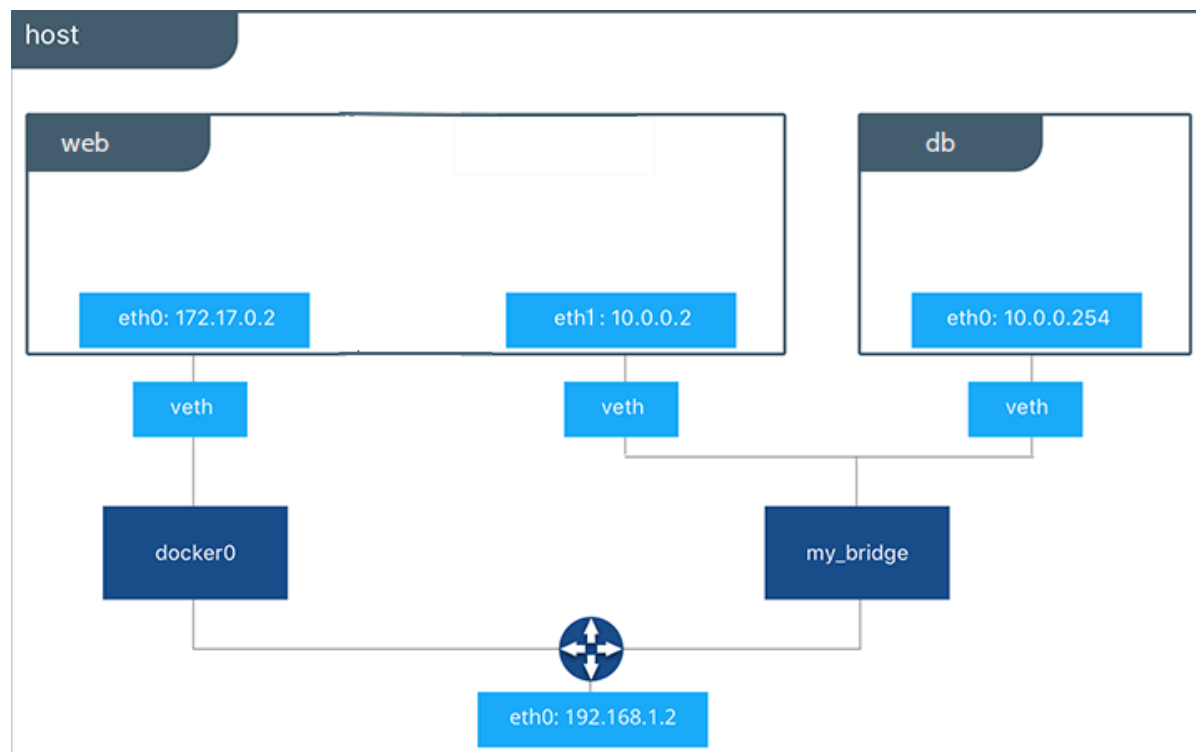 host
web
db
eth0: 172.17.0.2
eth1 : 10.0.0.2
eth0: 10.0.0.254
veth
veth
veth
docker0
my_bridge
eth0: 192.168.1.2